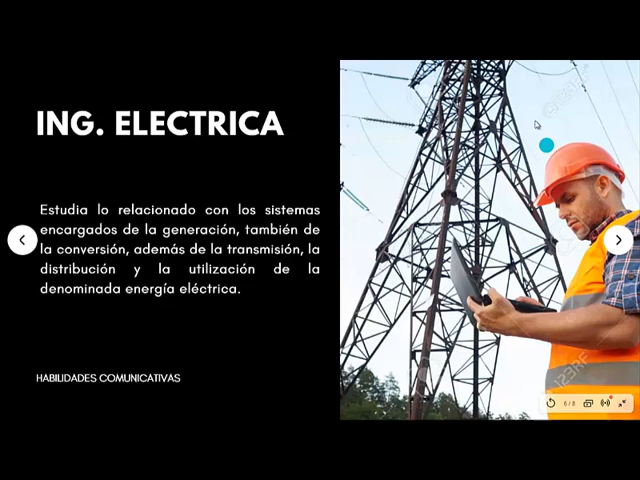 ING. ELECTRICA
Estudia lo relacionado con los sistemas
encargados de la generación, también de
la conversión, además de la transmisión, la
distribución y la utilización de la
denominada energía eléctrica.
HABILIDADES COMUNICATIVAS
6/8
123RF